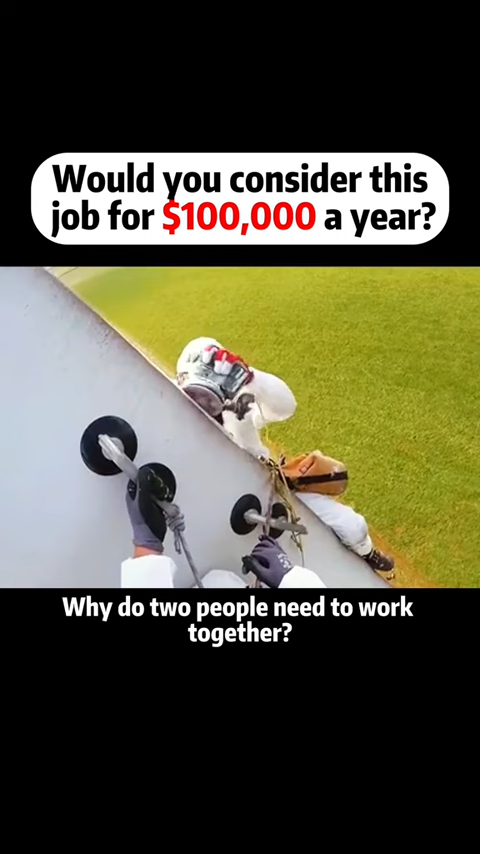 Would you consider this
job for $100,000 a year?
Why do two people need to work
together?